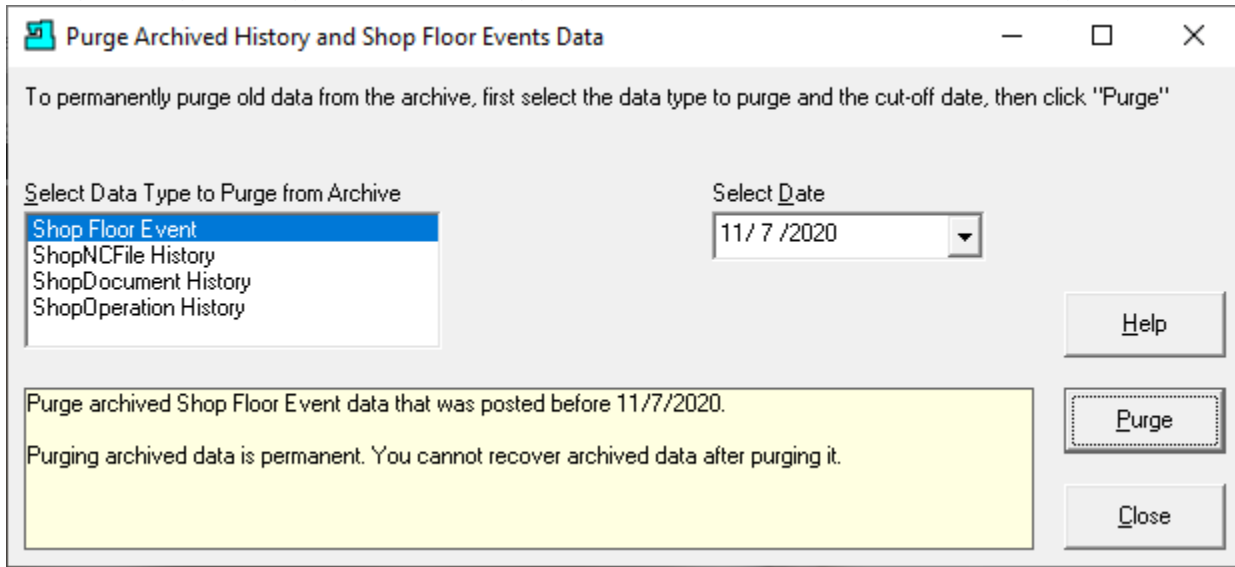 Purge Archived History and Shop Floor Events Data
To permanently purge old data from the archive, first select the data type to purge and the cut-off date, then click "Purge"
Select Data Type to Purge from Archive
Shop Floor Event
ShopNCFile History
ShopDocument History
ShopOperation History
Select Date
11/ 7 /2020
Help
Purge archived Shop Floor Event data that was posted before 11/7/2020.
Purging archived data is permanent. You cannot recover archived data after purging it.
Purge
Close